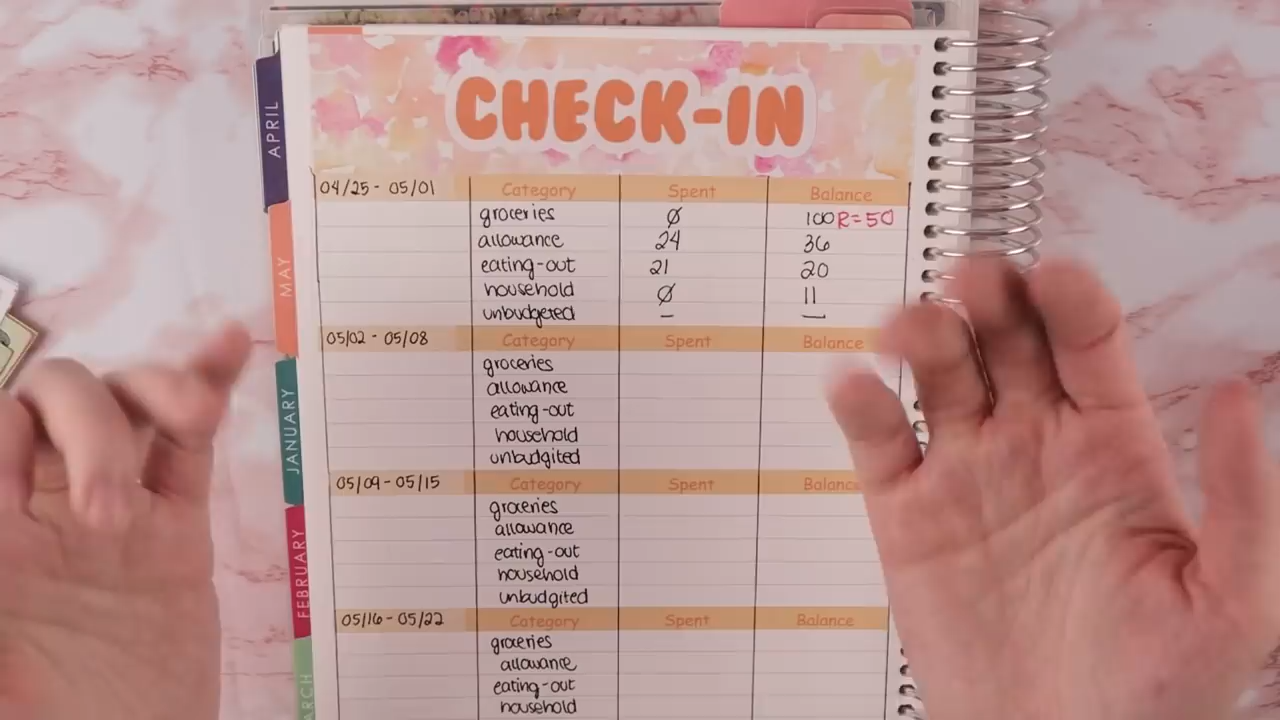 CHECK-IN
APRIL
MAY
JANUARY
FEBRUARY
ARCH
04/25 - 05/01 Category Spent Balance
groceries Ø 100 R=50
allowance 24 36
eating-out 21 20
household Ø 11
unbudgered – –
05/02 - 05/08 Category Spent Balance
groceries
allowance
eating-out
household
unbudgited
05/09 - 05/15 Category Spent Balance
groceries
allowance
eating-out
household
unbudgited
05/16 - 05/22 Category Spent Balance
groceries
allowance
eating-out
household